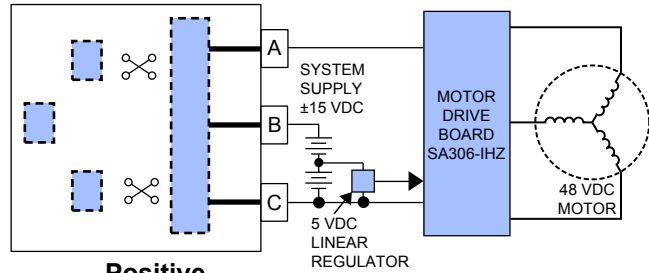 A
SYSTEM
SUPPLY
±15 VDC
B
C
5 VDC
LINEAR
REGULATOR
MOTOR
DRIVE
BOARD
SA306-IHZ
48 VDC
MOTOR
Positive